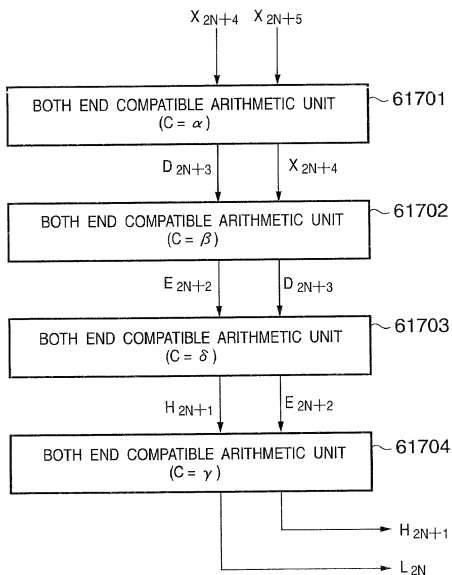 X2N+4 X2N+5
BOTH END COMPATIBLE ARITHMETIC UNIT
(C = α)
61701
D2N+3 X2N+4
BOTH END COMPATIBLE ARITHMETIC UNIT
(C = β)
61702
E2N+2 D2N+3
BOTH END COMPATIBLE ARITHMETIC UNIT
(C = δ)
61703
H2N+1 E2N+2
BOTH END COMPATIBLE ARITHMETIC UNIT
(C = γ)
61704
H2N+1
L2N